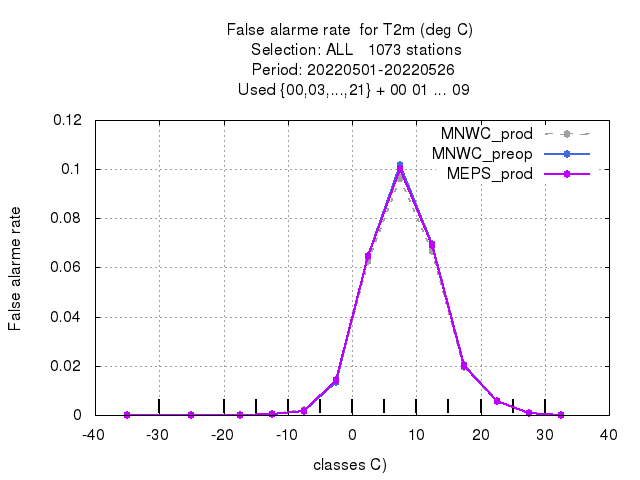 False alarme rate  for T2m (deg C)
Selection: ALL   1073 stations
Period: 20220501-20220526
Used {00,03,...,21} + 00 01 ... 09
MNWC_prod
MNWC_preop
MEPS_prod
False alarme rate
0.12
0.1
0.08
0.06
0.04
0.02
0
-40 -30 -20 -10 0 10 20 30 40
classes C)